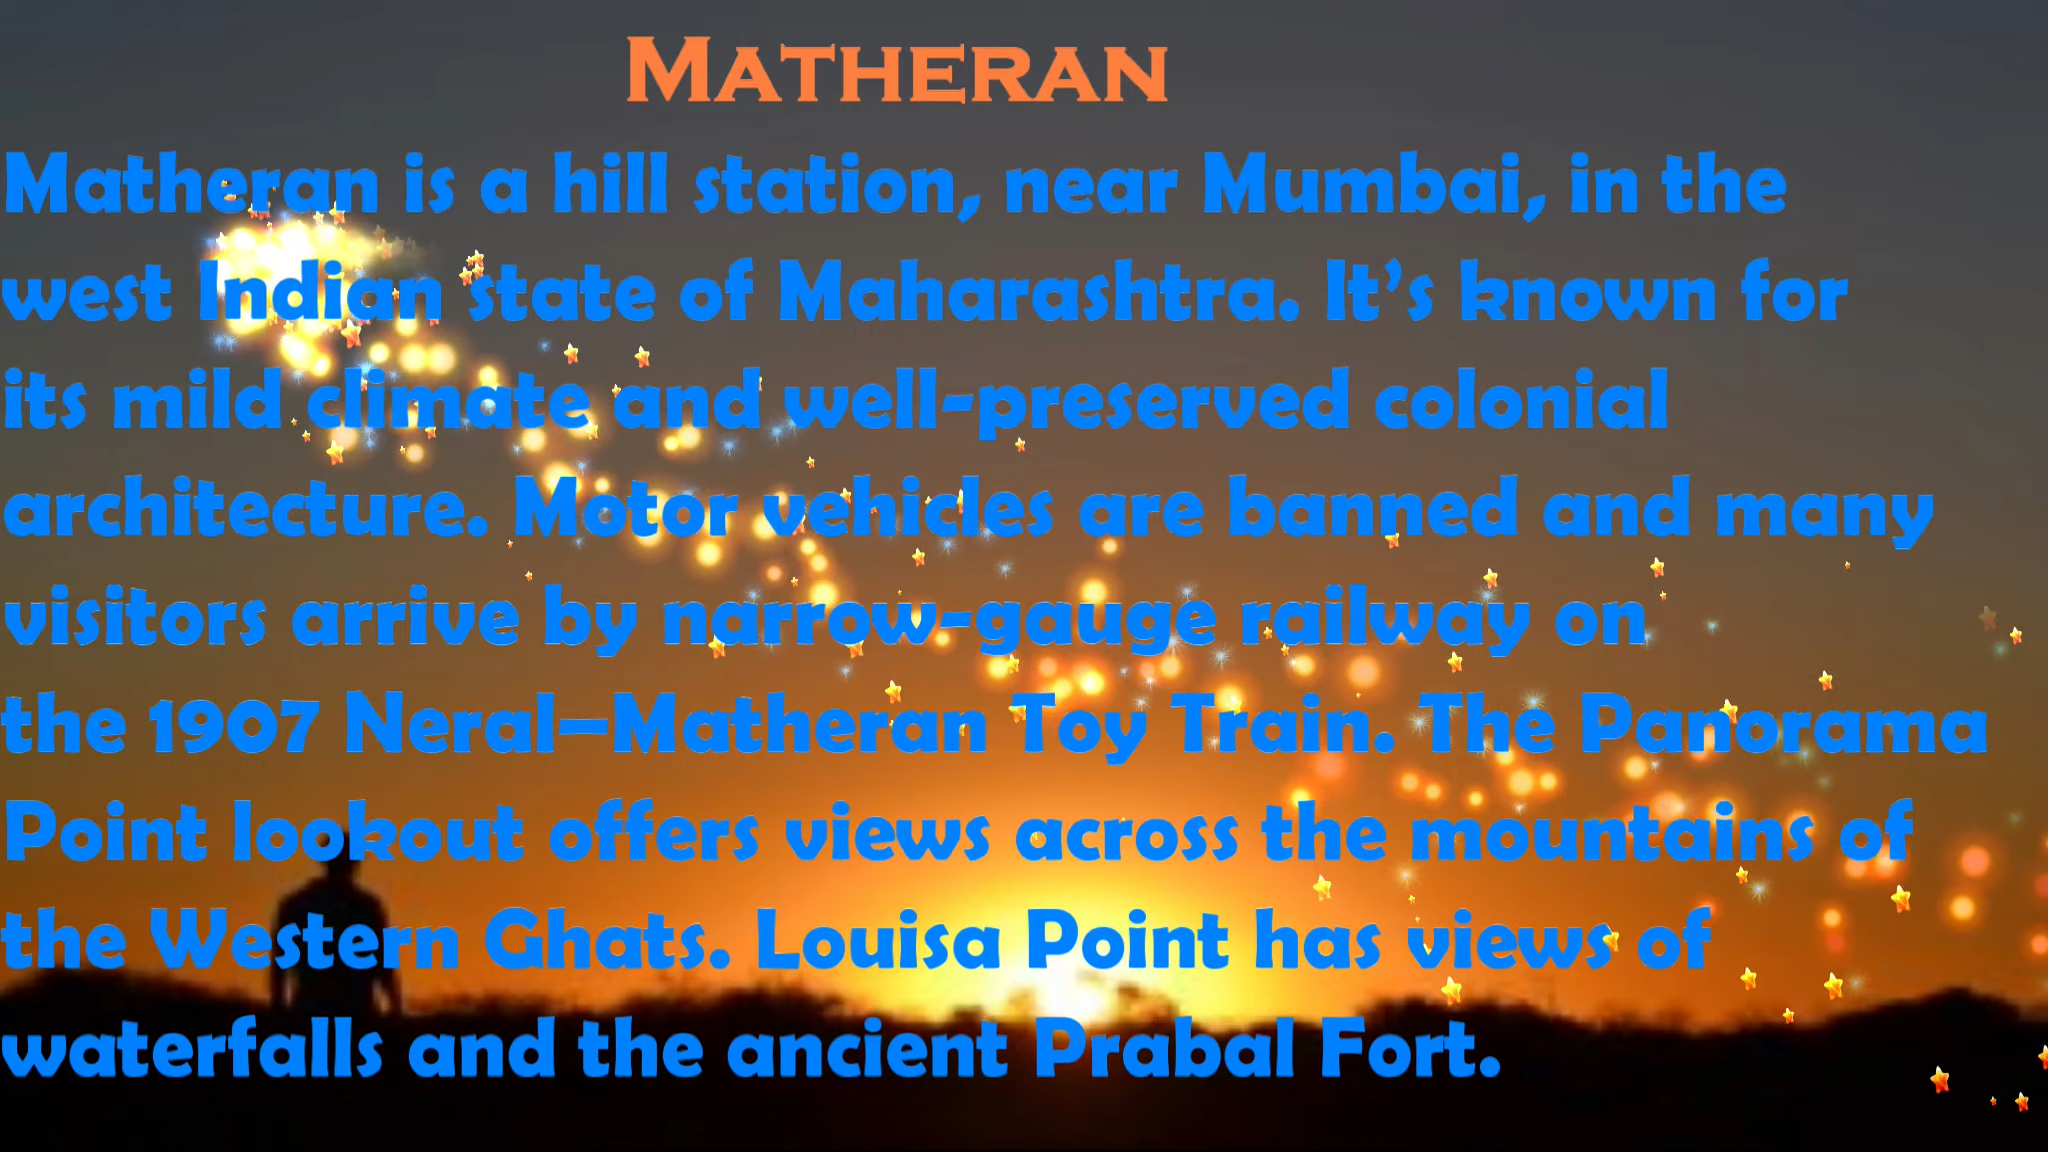 MATHERAN
Matheran is a hill station, near Mumbai, in the
west Indian state of Maharashtra. It’s known for
its mild climate and well-preserved colonial
architecture. Motor vehicles are banned and many
visitors arrive by narrow-gauge railway on
the 1907 Neral–Matheran Toy Train. The Panorama
Point lookout offers views across the mountains of
the Western Ghats. Louisa Point has views of
waterfalls and the ancient Prabal Fort.